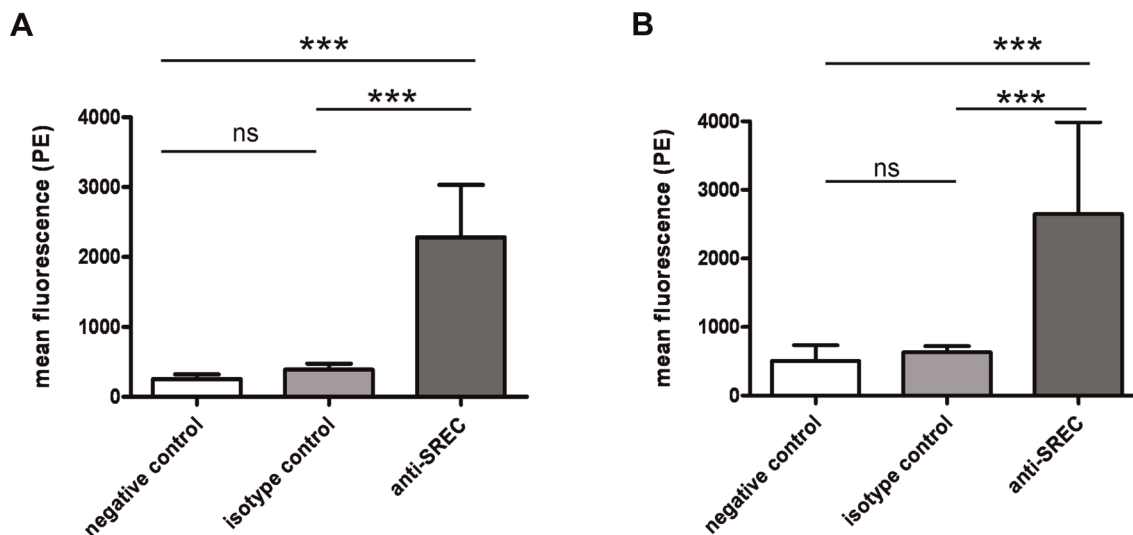 A
***
***
ns
mean fluorescence (PE)
4000
3000
2000
1000
0
negative control
isotype control
anti-SREC
B
***
***
ns
mean fluorescence (PE)
4000
3000
2000
1000
0
negative control
isotype control
anti-SREC